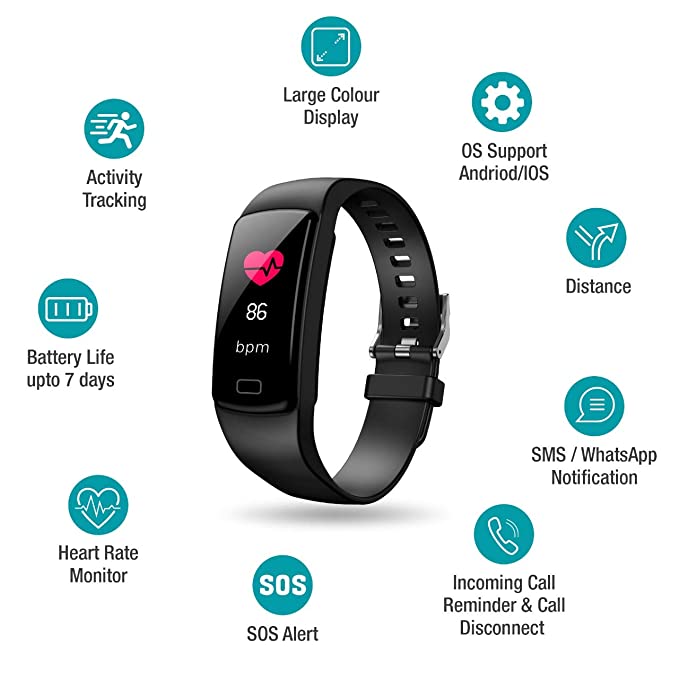 Large Colour
Display
OS Support
Andriod/IOS
Distance
SMS / WhatsApp
Notification
Incoming Call
Reminder & Call
Disconnect
SOS
SOS Alert
Heart Rate
Monitor
Battery Life
upto 7 days
Activity
Tracking
86
bpm